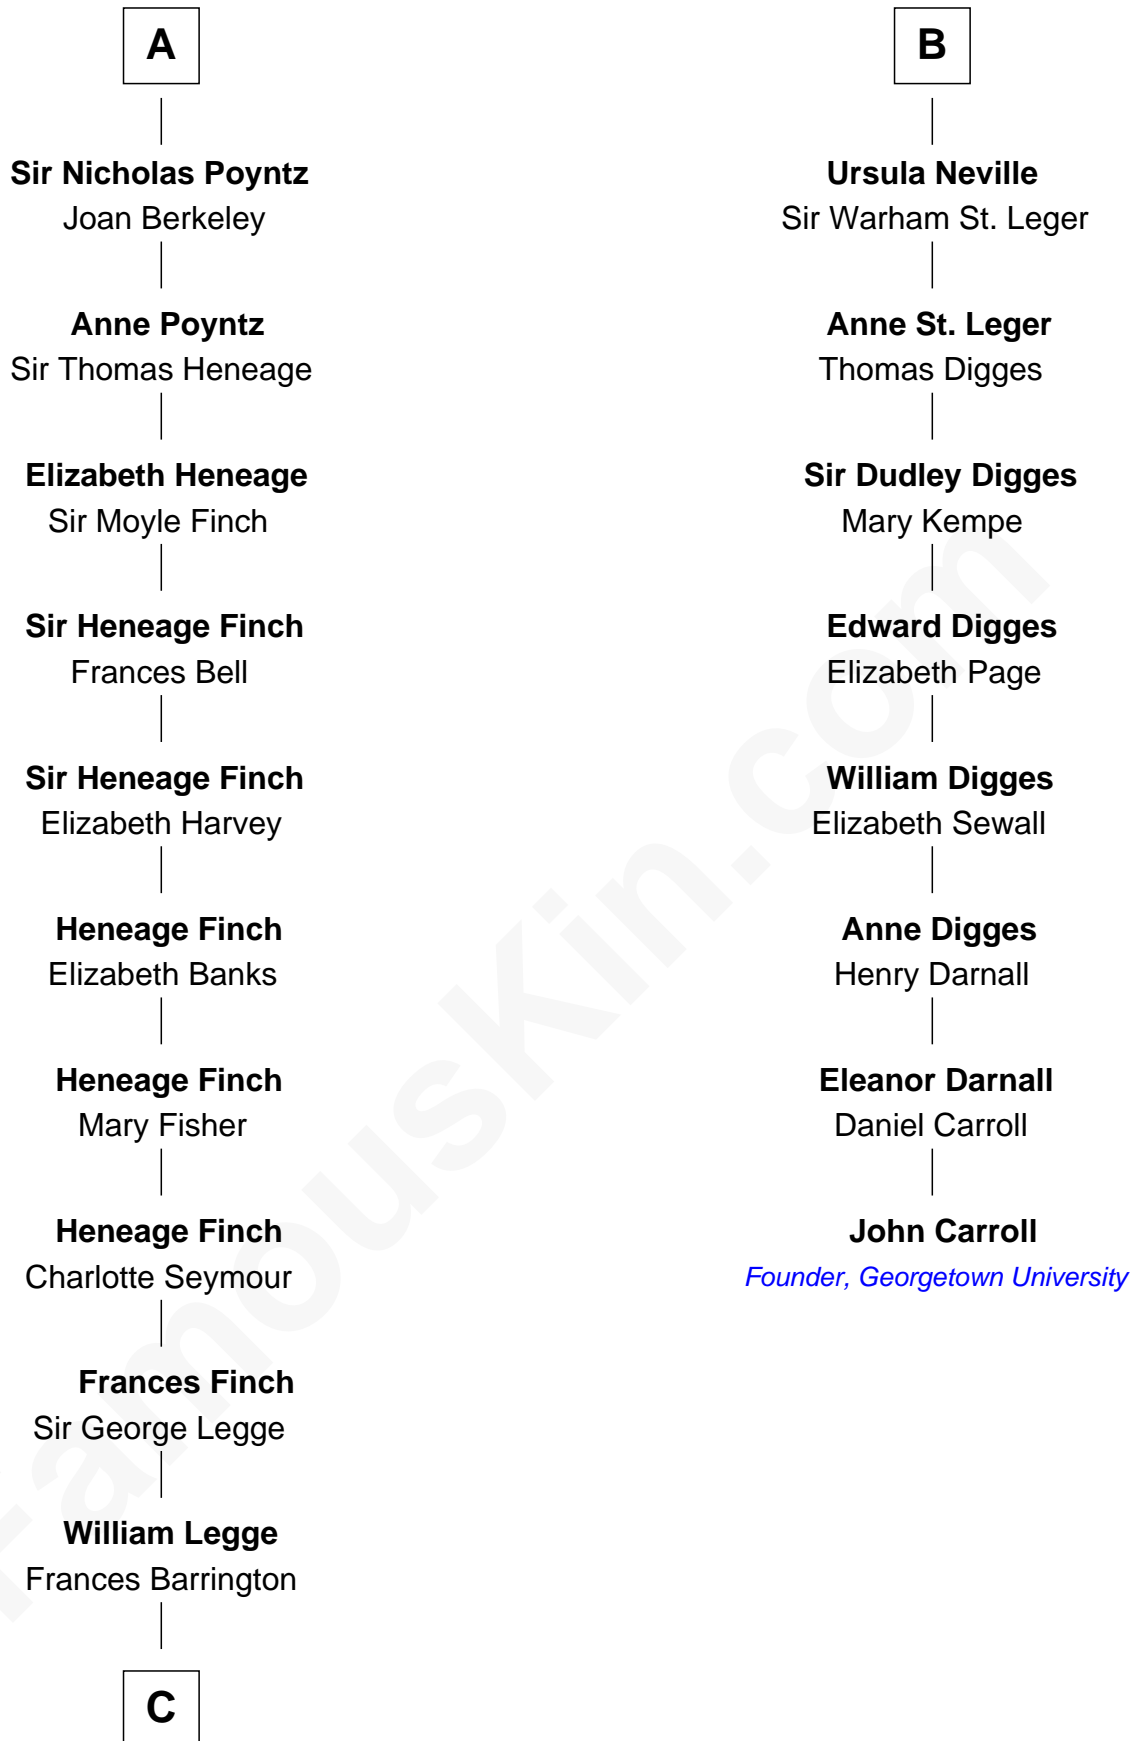 A
Sir Nicholas Poyntz
Joan Berkeley
Anne Poyntz
Sir Thomas Heneage
Elizabeth Heneage
Sir Moyle Finch
Sir Heneage Finch
Frances Bell
Sir Heneage Finch
Elizabeth Harvey
Heneage Finch
Elizabeth Banks
Heneage Finch
Mary Fisher
Heneage Finch
Charlotte Seymour
Frances Finch
Sir George Legge
William Legge
Frances Barrington
C
B
Ursula Neville
Sir Warham St. Leger
Anne St. Leger
Thomas Digges
Sir Dudley Digges
Mary Kempe
Edward Digges
Elizabeth Page
William Digges
Elizabeth Sewall
Anne Digges
Henry Darnall
Eleanor Darnall
Daniel Carroll
John Carroll
Founder, Georgetown University
FamousKin.com